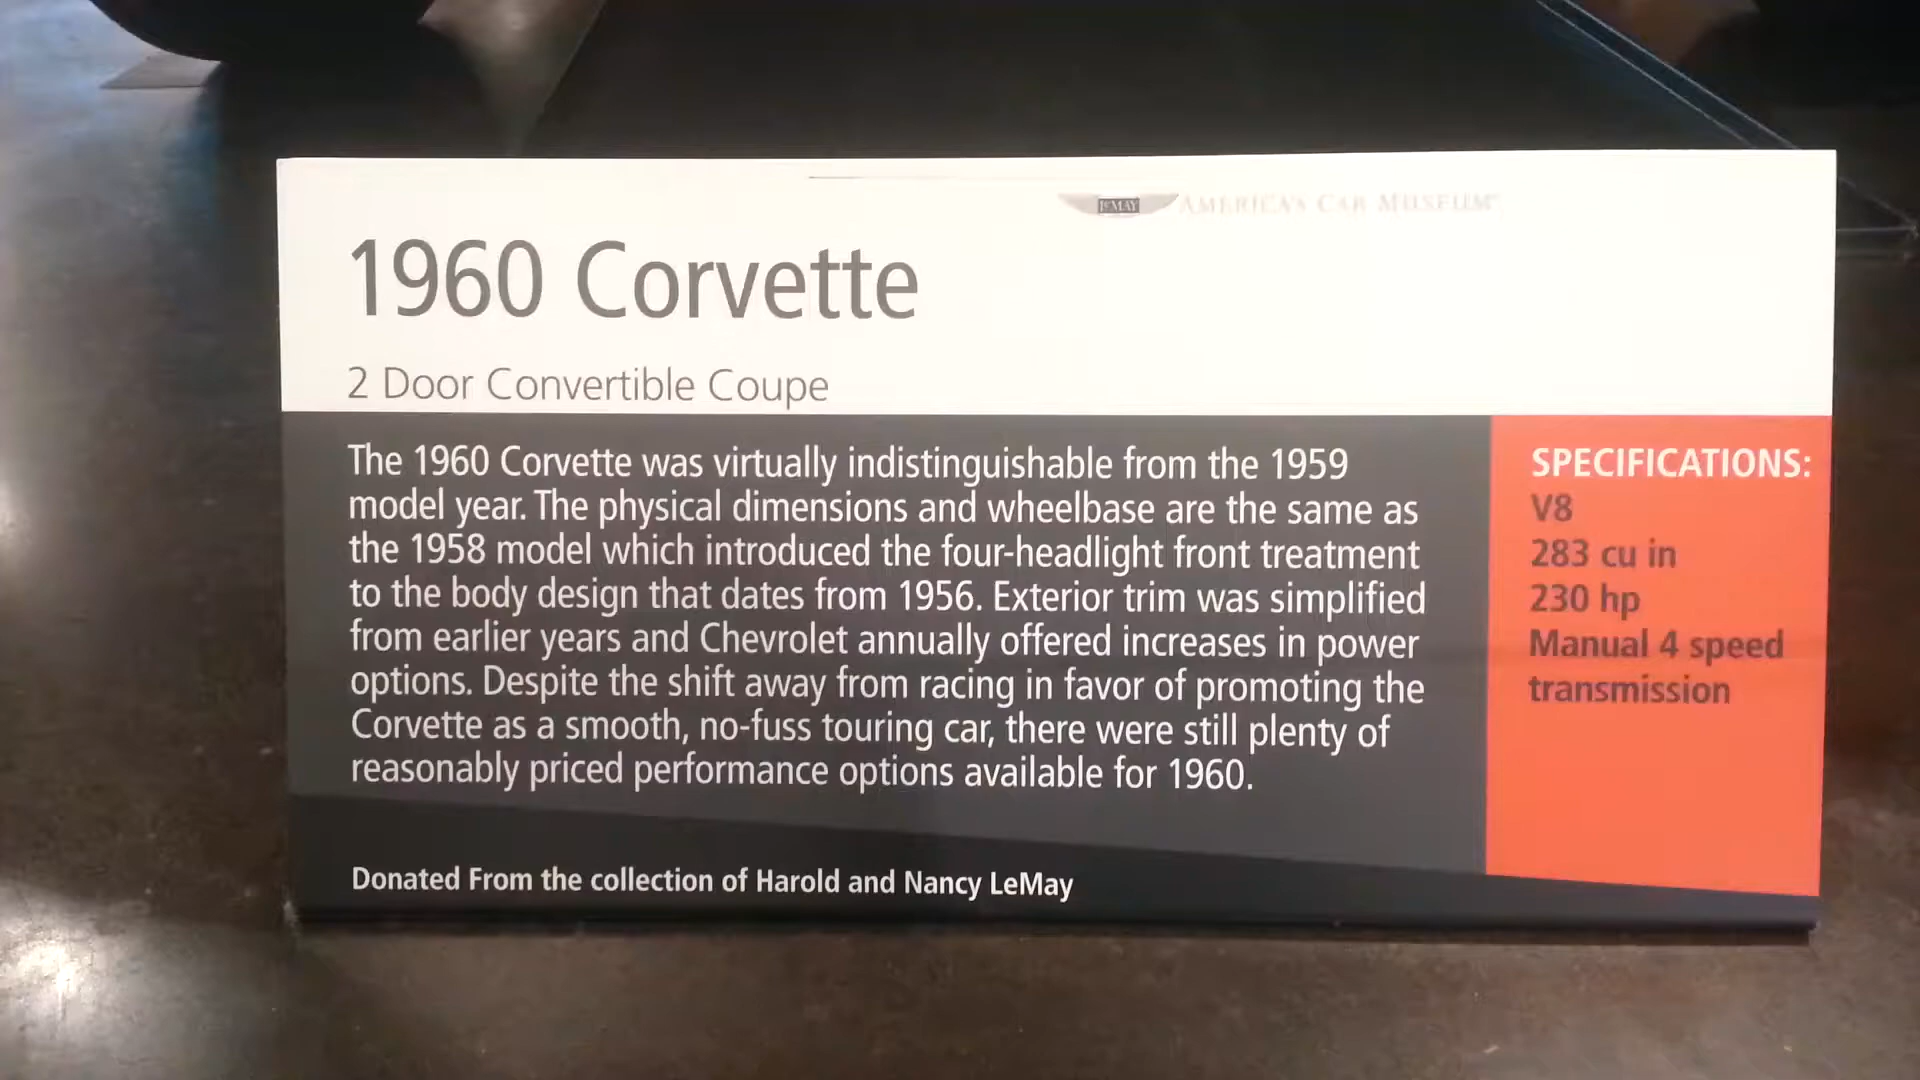 LeMAY AMERICA'S CAR MUSEUM
1960 Corvette
2 Door Convertible Coupe
The 1960 Corvette was virtually indistinguishable from the 1959
model year. The physical dimensions and wheelbase are the same as
the 1958 model which introduced the four-headlight front treatment
to the body design that dates from 1956. Exterior trim was simplified
from earlier years and Chevrolet annually offered increases in power
options. Despite the shift away from racing in favor of promoting the
Corvette as a smooth, no-fuss touring car, there were still plenty of
reasonably priced performance options available for 1960.
Donated From the collection of Harold and Nancy LeMay
SPECIFICATIONS:
V8
283 cu in
230 hp
Manual 4 speed
transmission